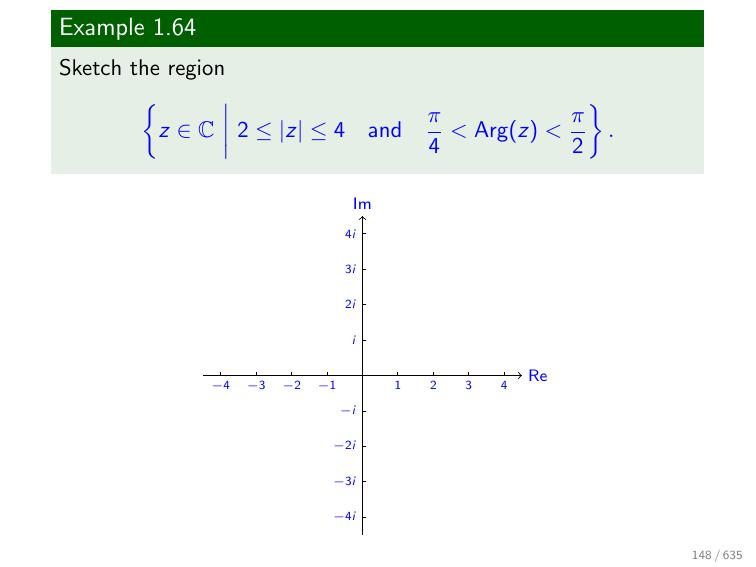 Example 1.64
Sketch the region
{z ∈ ℂ | 2 ≤ |z| ≤ 4 and π/4 < Arg(z) < π/2}.
Im
4i
3i
2i
i
−4 −3 −2 −1 1 2 3 4 Re
−i
−2i
−3i
−4i
148 / 635